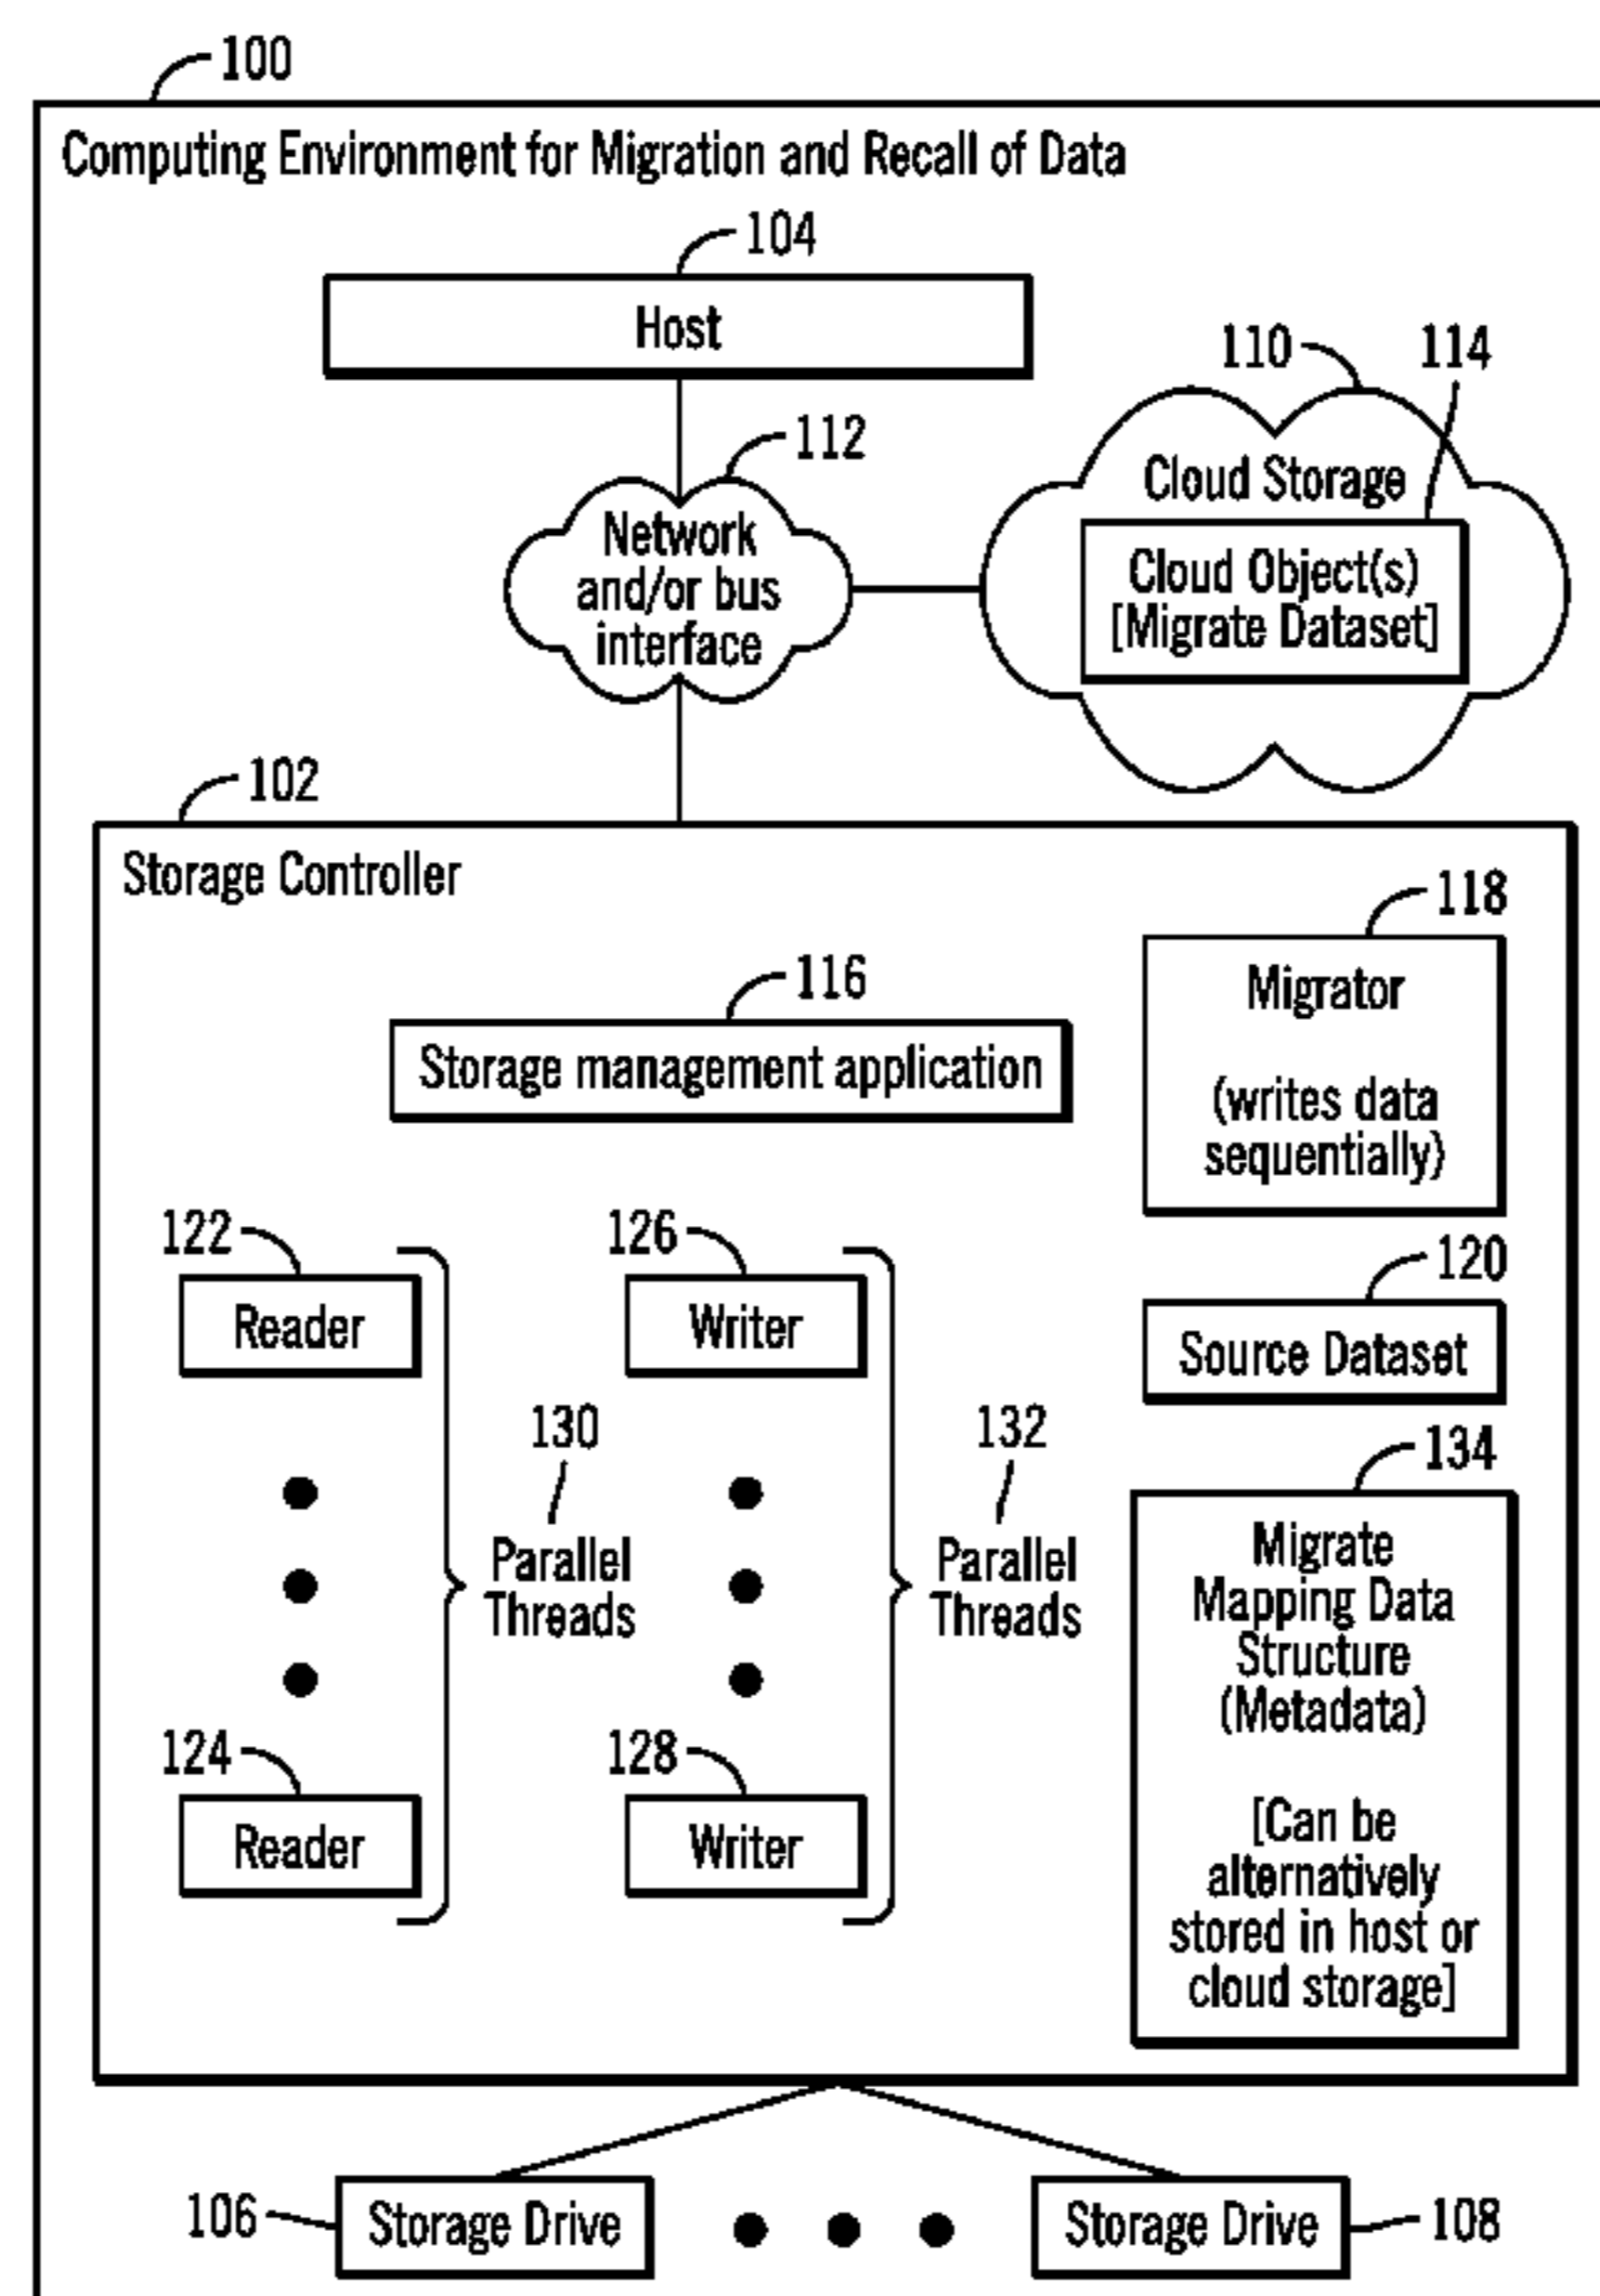 100
Computing Environment for Migration and Recall of Data
104
Host
110
114
112
Cloud Storage
Network
and/or bus
interface
Cloud Object(s)
[Migrate Dataset]
102
Storage Controller
118
Migrator
(writes data
sequentially)
116
Storage management application
122
Reader
126
Writer
120
Source Dataset
130
Parallel
Threads
132
Parallel
Threads
134
Migrate
Mapping Data
Structure
(Metadata)
[Can be
alternatively
stored in host or
cloud storage]
124
Reader
128
Writer
106
Storage Drive
Storage Drive
108